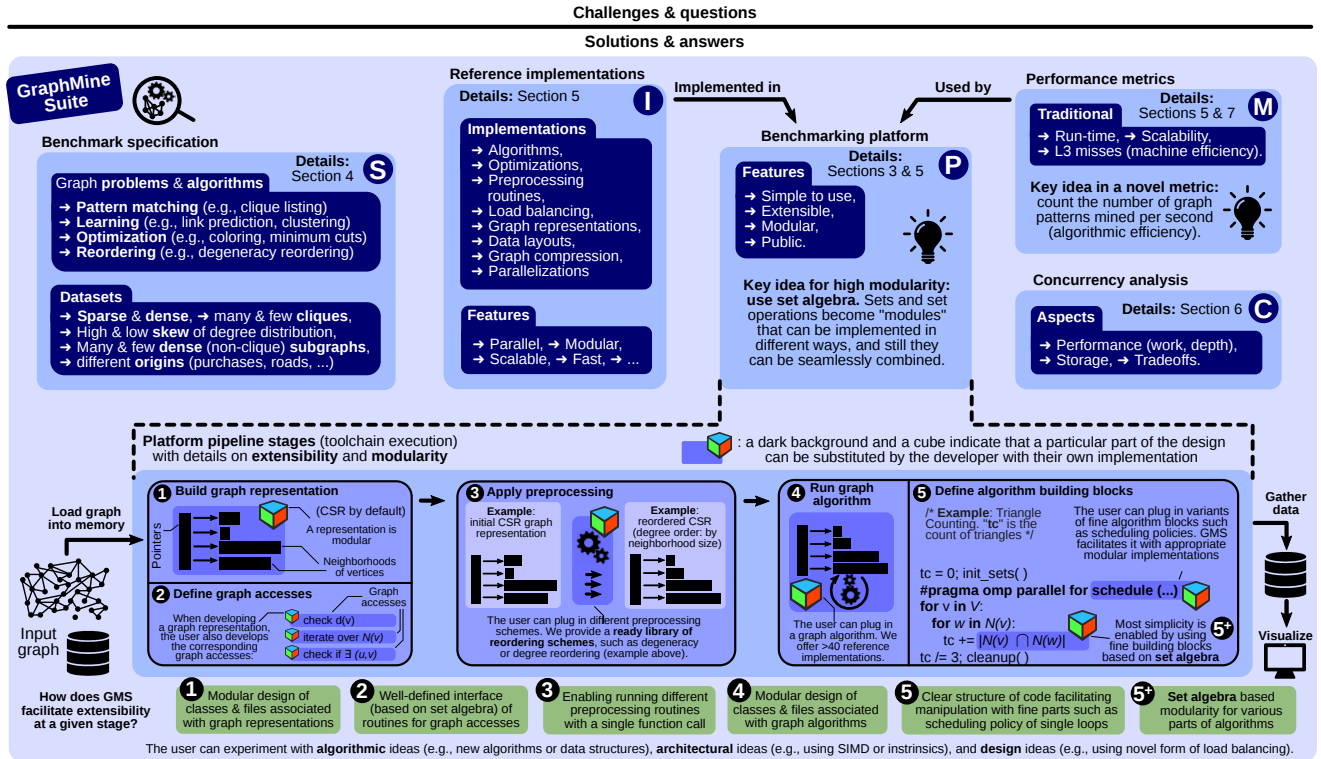 Challenges & questions
Solutions & answers
GraphMine
Suite
Benchmark specification
Details:
Section 4
S
Graph problems & algorithms
➔ Pattern matching (e.g., clique listing)
➔ Learning (e.g., link prediction, clustering)
➔ Optimization (e.g., coloring, minimum cuts)
➔ Reordering (e.g., degeneracy reordering)
Datasets
➔ Sparse & dense, ➔ many & few cliques,
➔ High & low skew of degree distribution,
➔ Many & few dense (non-clique) subgraphs,
➔ different origins (purchases, roads, ...)
Reference implementations
Details: Section 5
I
Implementations
➔ Algorithms,
➔ Optimizations,
➔ Preprocessing
routines,
➔ Load balancing,
➔ Graph representations,
➔ Data layouts,
➔ Graph compression,
➔ Parallelizations
Features
➔ Parallel, ➔ Modular,
➔ Scalable, ➔ Fast, ➔ ...
Implemented in
Used by
Benchmarking platform
Details:
Sections 3 & 5
P
Features
➔ Simple to use,
➔ Extensible,
➔ Modular,
➔ Public.
Key idea for high modularity:
use set algebra. Sets and set
operations become "modules"
that can be implemented in
different ways, and still they
can be seamlessly combined.
Performance metrics
Details:
Sections 5 & 7
M
Traditional
➔ Run-time, ➔ Scalability,
➔ L3 misses (machine efficiency).
Key idea in a novel metric:
count the number of graph
patterns mined per second
(algorithmic efficiency).
Concurrency analysis
Details: Section 6
C
Aspects
➔ Performance (work, depth),
➔ Storage, ➔ Tradeoffs.
Platform pipeline stages (toolchain execution)
with details on extensibility and modularity
: a dark background and a cube indicate that a particular part of the design
can be substituted by the developer with their own implementation
Load graph
into memory
Input
graph
1 Build graph representation
Pointers
(CSR by default)
A representation is
modular
Neighborhoods
of vertices
2 Define graph accesses
Graph
accesses
When developing
a graph representation,
the user also develops
the corresponding
graph accesses:
check d(v)
iterate over N(v)
check if ∃ (u,v)
3 Apply preprocessing
Example:
initial CSR graph
representation
Example:
reordered CSR
(degree order: by
neighborhood size)
The user can plug in different preprocessing
schemes. We provide a ready library of
reordering schemes, such as degeneracy
or degree reordering (example above).
4 Run graph
algorithm
The user can plug in
a graph algorithm. We
offer >40 reference
implementations.
5 Define algorithm building blocks
/* Example: Triangle
Counting. "tc" is the
count of triangles */
The user can plug in variants
of fine algorithm blocks such
as scheduling policies. GMS
facilitates it with appropriate
modular implementations
tc = 0; init_sets( )
#pragma omp parallel for schedule (...)
for v in V:
for w in N(v):
tc += |N(v) ⋂ N(w)|
tc /= 3; cleanup( )
Most simplicity is
enabled by using
fine building blocks
based on set algebra
5+
Gather
data
Visualize
How does GMS
facilitate extensibility
at a given stage?
1 Modular design of
classes & files associated
with graph representations
2 Well-defined interface
(based on set algebra) of
routines for graph accesses
3 Enabling running different
preprocessing routines
with a single function call
4 Modular design of
classes & files associated
with graph algorithms
5 Clear structure of code facilitating
manipulation with fine parts such as
scheduling policy of single loops
5+ Set algebra based
modularity for various
parts of algorithms
The user can experiment with algorithmic ideas (e.g., new algorithms or data structures), architectural ideas (e.g., using SIMD or instrinsics), and design ideas (e.g., using novel form of load balancing).